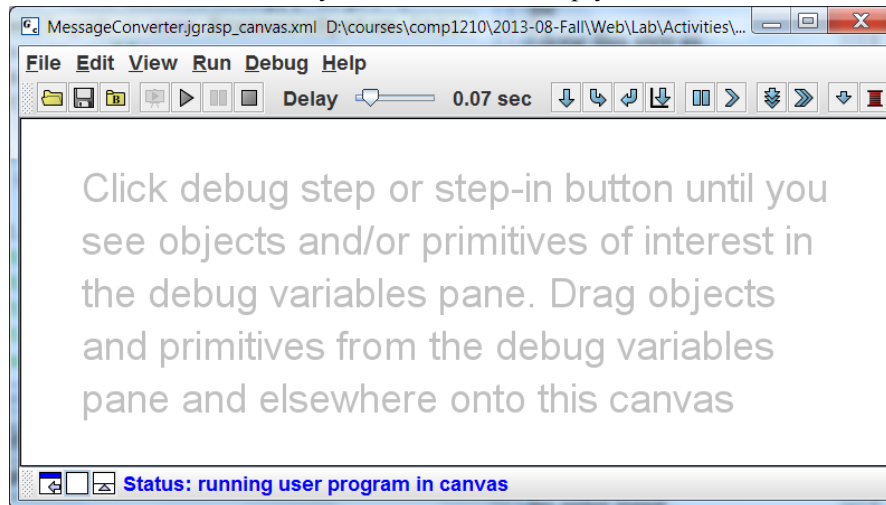 MessageConverter.jgrasp_canvas.xml D:\courses\comp1210\2013-08-Fall\Web\Lab\Activities\...
File Edit View Run Debug Help
Delay 0.07 sec
Click debug step or step-in button until you
see objects and/or primitives of interest in
the debug variables pane. Drag objects
and primitives from the debug variables
pane and elsewhere onto this canvas
Status: running user program in canvas